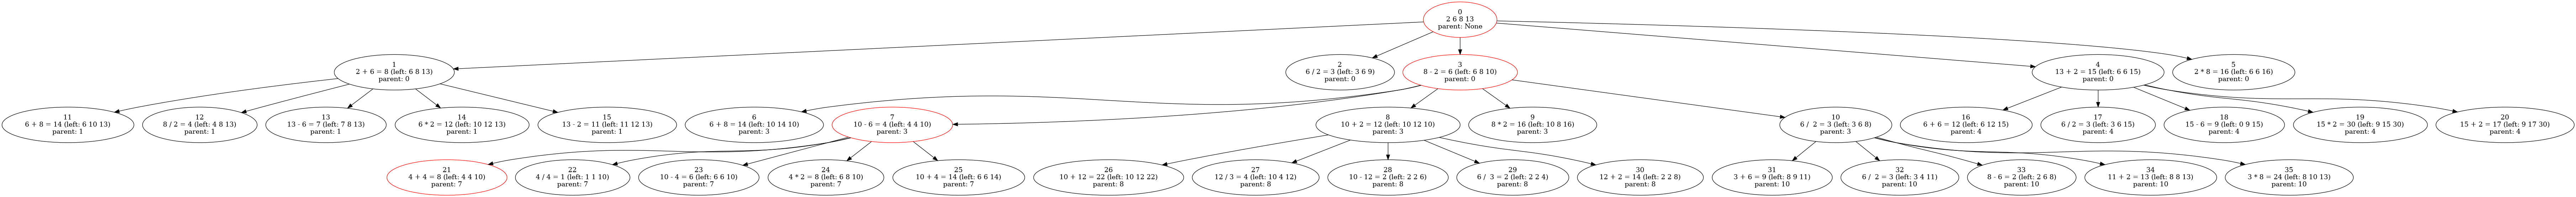 0
2 6 8 13
parent: None
1
2 + 6 = 8 (left: 6 8 13)
parent: 0
2
6 / 2 = 3 (left: 3 6 9)
parent: 0
3
8 - 2 = 6 (left: 6 8 10)
parent: 0
4
13 + 2 = 15 (left: 6 6 15)
parent: 0
5
2 * 8 = 16 (left: 6 6 16)
parent: 0
11
6 + 8 = 14 (left: 6 10 13)
parent: 1
12
8 / 2 = 4 (left: 4 8 13)
parent: 1
13
13 - 6 = 7 (left: 7 8 13)
parent: 1
14
6 * 2 = 12 (left: 10 12 13)
parent: 1
15
13 - 2 = 11 (left: 11 12 13)
parent: 1
6
6 + 8 = 14 (left: 10 14 10)
parent: 3
7
10 - 6 = 4 (left: 4 4 10)
parent: 3
8
10 + 2 = 12 (left: 10 12 10)
parent: 3
9
8 * 2 = 16 (left: 10 8 16)
parent: 3
10
6 /  2 = 3 (left: 3 6 8)
parent: 3
16
6 + 6 = 12 (left: 6 12 15)
parent: 4
17
6 / 2 = 3 (left: 3 6 15)
parent: 4
18
15 - 6 = 9 (left: 0 9 15)
parent: 4
19
15 * 2 = 30 (left: 9 15 30)
parent: 4
20
15 + 2 = 17 (left: 9 17 30)
parent: 4
21
4 + 4 = 8 (left: 4 4 10)
parent: 7
22
4 / 4 = 1 (left: 1 1 10)
parent: 7
23
10 - 4 = 6 (left: 6 6 10)
parent: 7
24
4 * 2 = 8 (left: 6 8 10)
parent: 7
25
10 + 4 = 14 (left: 6 6 14)
parent: 7
26
10 + 12 = 22 (left: 10 12 22)
parent: 8
27
12 / 3 = 4 (left: 10 4 12)
parent: 8
28
10 - 12 = 2 (left: 2 2 6)
parent: 8
29
6 /  3 = 2 (left: 2 2 4)
parent: 8
30
12 + 2 = 14 (left: 2 2 8)
parent: 8
31
3 + 6 = 9 (left: 8 9 11)
parent: 10
32
6 /  2 = 3 (left: 3 4 11)
parent: 10
33
8 - 6 = 2 (left: 2 6 8)
parent: 10
34
11 + 2 = 13 (left: 8 8 13)
parent: 10
35
3 * 8 = 24 (left: 8 10 13)
parent: 10